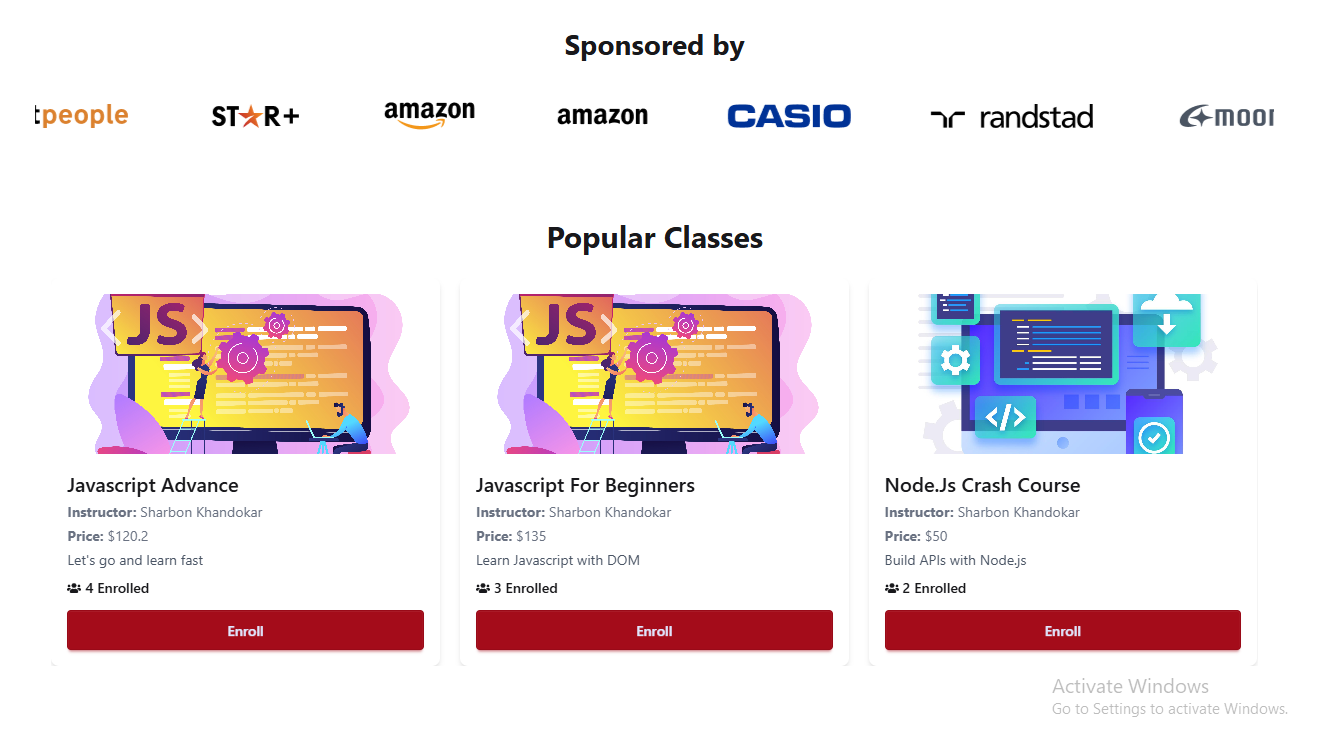 Sponsored by
tpeople
STAR+
amazon
amazon
CASIO
randstad
moon
Popular Classes
JS
JS
</>
Javascript Advance
Instructor: Sharbon Khandokar
Price: $120.2
Let's go and learn fast
4 Enrolled
Enroll
Javascript For Beginners
Instructor: Sharbon Khandokar
Price: $135
Learn Javascript with DOM
3 Enrolled
Enroll
Node.Js Crash Course
Instructor: Sharbon Khandokar
Price: $50
Build APIs with Node.js
2 Enrolled
Enroll
Activate Windows
Go to Settings to activate Windows.